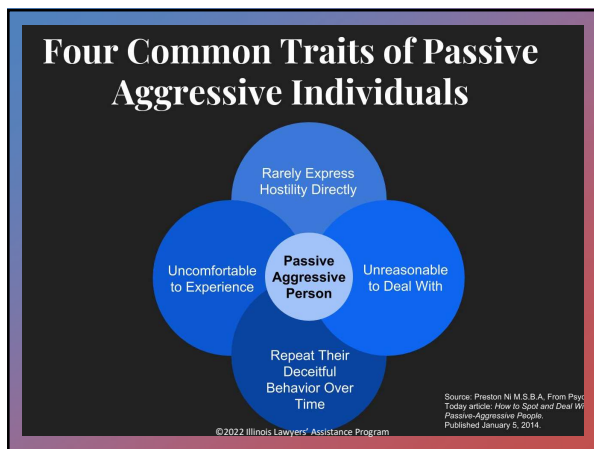 Four Common Traits of Passive
Aggressive Individuals
Rarely Express
Hostility Directly
Uncomfortable
to Experience
Passive
Aggressive
Person
Unreasonable
to Deal With
Repeat Their
Deceitful
Behavior Over
Time
Source: Preston Ni M.S.B.A, From
Today article: How to Spot and Deal
Passive-Aggressive People.
Published January 5, 2014.
©2022 Illinois Lawyers' Assistance Program